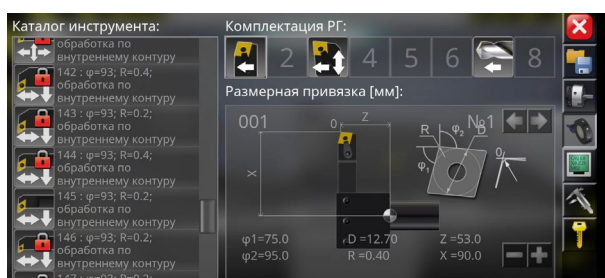 Каталог инструмента:
обработка по
внутреннему контуру
142 : φ=93; R=0.4;
обработка по
внутреннему контуру
143 : φ=93; R=0.2;
обработка по
внутреннему контуру
144 : φ=93; R=0.4;
обработка по
внутреннему контуру
145 : φ=93; R=0.2;
обработка по
внутреннему контуру
146 : φ=93; R=0.2;
обработка по
внутреннему контуру
147 : φ=93; R=0.2;
Комплектация РГ:
2 4 5 6 8
Размерная привязка [мм]:
001
0 Z
№1
X
R φ₂ D
φ₁
0
φ1=75.0 D =12.70 Z =53.0
φ2=95.0 R =0.40 X =90.0